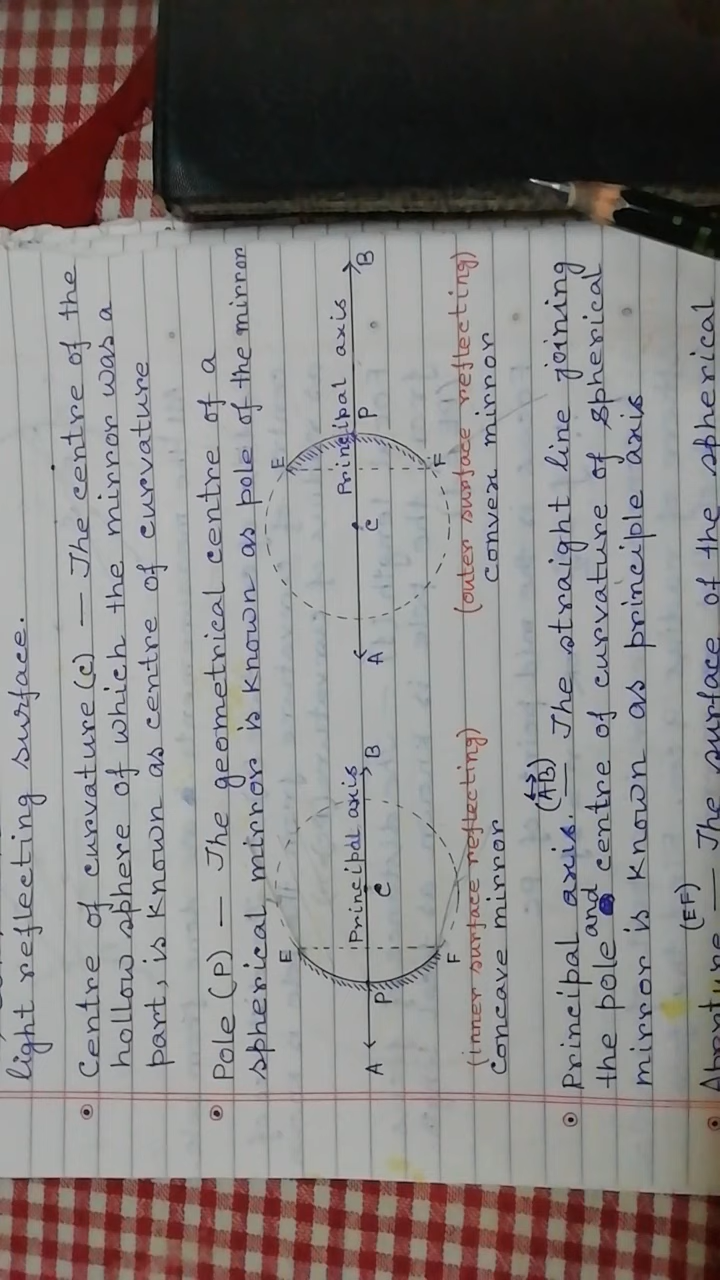 light reflecting surface.
Centre of curvature (c) — The centre of the
hollow sphere of which the mirror was a
part, is known as centre of curvature
Pole (P) — The geometrical centre of a
spherical mirror is known as pole of the mirror
E
Principal axis
A
P
C
B
F
(inner surface reflecting)
concave mirror
E
Principal axis
A
C
P
B
F
(outer surface reflecting)
convex mirror
Principal axis. (AB) — The straight line joining
the pole and centre of curvature of spherical
mirror is known as principle axis
(EF)
The surface of the spherical